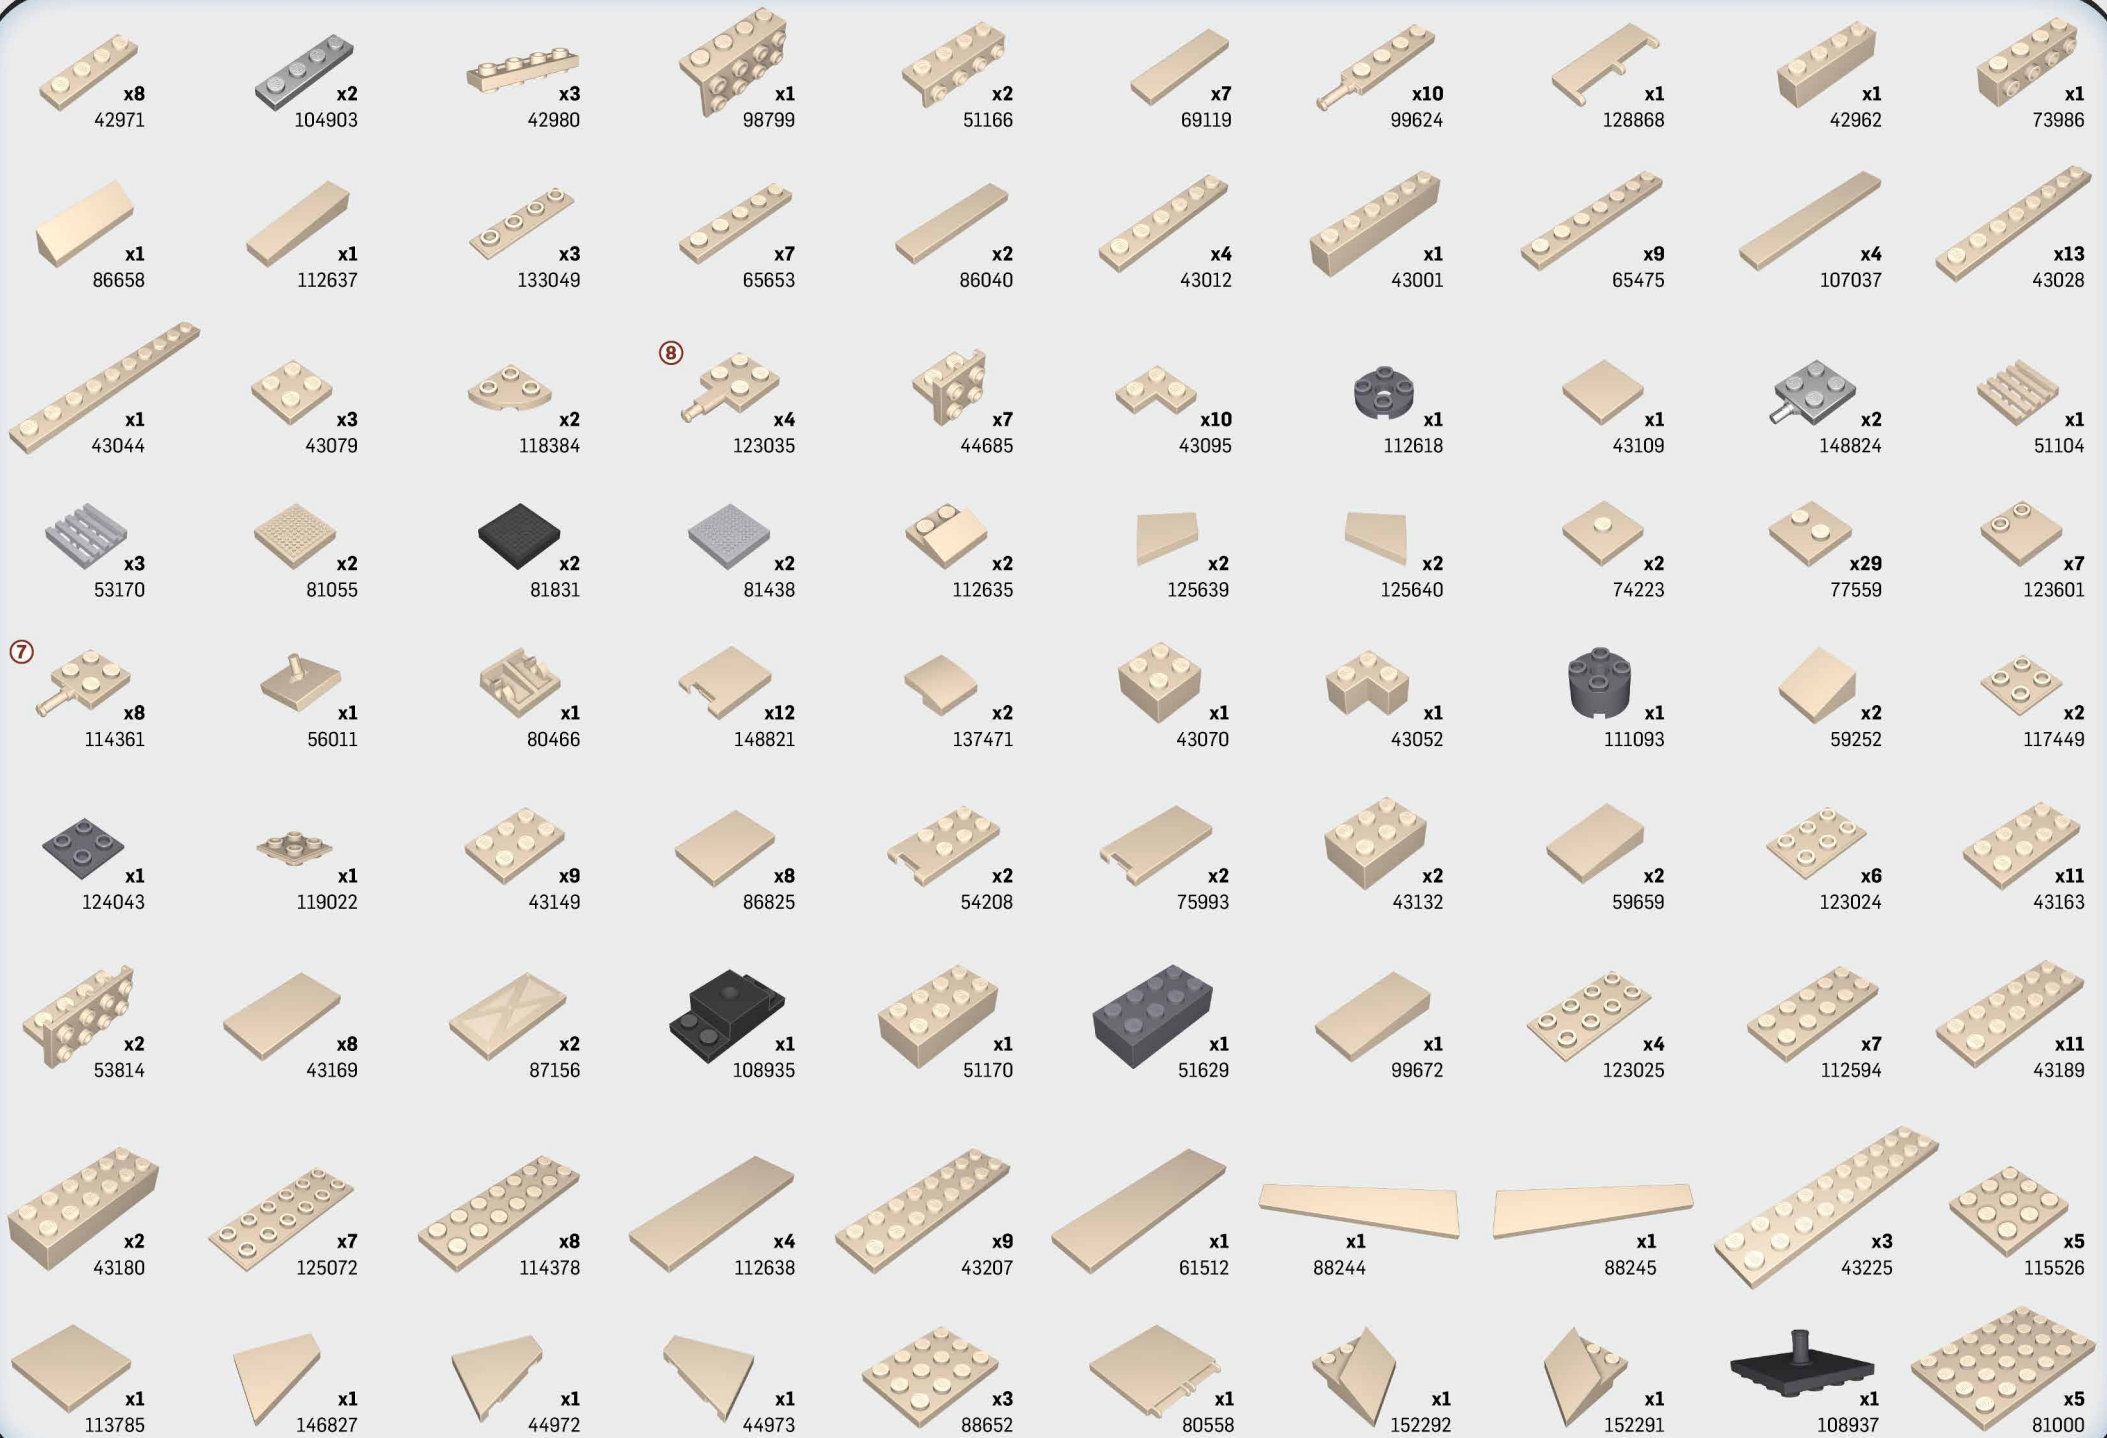 x8 x2 x3 x1 x2 x7 x10 x1 x1 x1
42971 104903 42980 98799 51166 69119 99624 128868 42962 73986
x1 x1 x3 x7 x2 x4 x1 x9 x4 x13
86658 112637 133049 65653 86040 43012 43001 65475 107037 43028
⑧
x1 x3 x2 x4 x7 x10 x1 x1 x2 x1
43044 43079 118384 123035 44685 43095 112618 43109 148824 51104
x3 x2 x2 x2 x2 x2 x2 x2 x29 x7
53170 81055 81831 81438 112635 125639 125640 74223 77559 123601
⑦
x8 x1 x1 x12 x2 x1 x1 x1 x2 x2
114361 56011 80466 148821 137471 43070 43052 111093 59252 117449
x1 x1 x9 x8 x2 x2 x2 x2 x6 x11
124043 119022 43149 86825 54208 75993 43132 59659 123024 43163
x2 x8 x2 x1 x1 x1 x1 x4 x7 x11
53814 43169 87156 108935 51170 51629 99672 123025 112594 43189
x2 x7 x8 x4 x9 x1 x1 x1 x3 x5
43180 125072 114378 112638 43207 61512 88244 88245 43225 115526
x1 x1 x1 x1 x3 x1 x1 x1 x1 x5
113785 146827 44972 44973 88652 80558 152292 152291 108937 81000